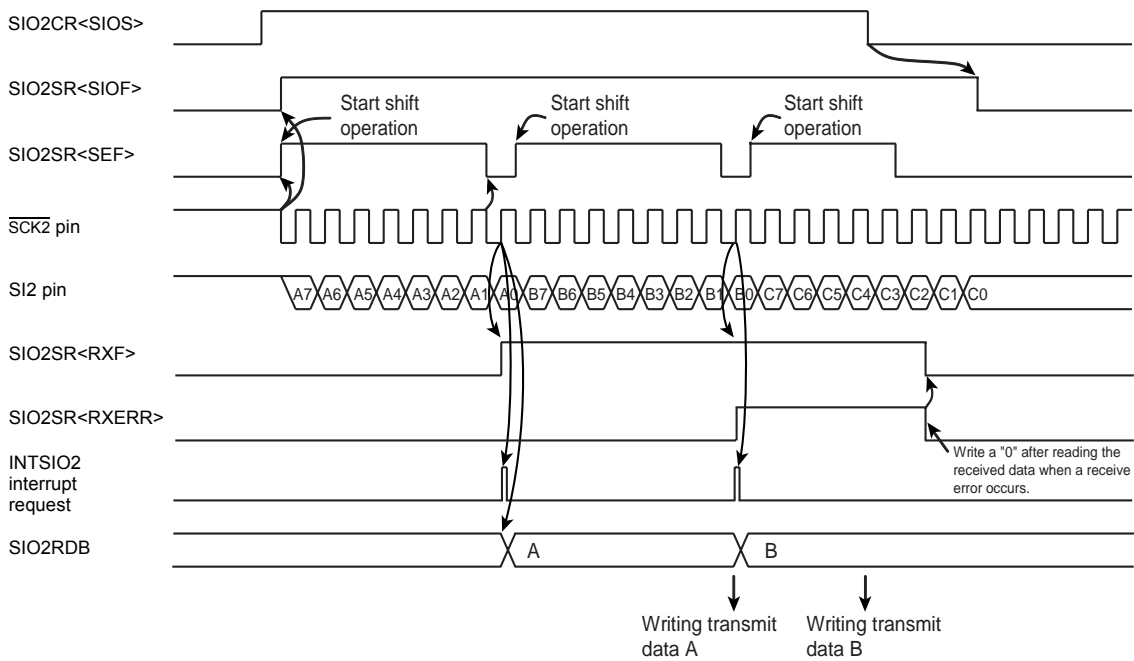 SIO2CR<SIOS>
SIO2SR<SIOF>
Start shift
operation
Start shift
operation
Start shift
operation
SIO2SR<SEF>
SCK2 pin
SI2 pin
A7 A6 A5 A4 A3 A2 A1 A0 B7 B6 B5 B4 B3 B2 B1 B0 C7 C6 C5 C4 C3 C2 C1 C0
SIO2SR<RXF>
SIO2SR<RXERR>
Write a "0" after reading the
received data when a receive
error occurs.
INTSIO2
interrupt
request
SIO2RDB
A B
Writing transmit
data A
Writing transmit
data B